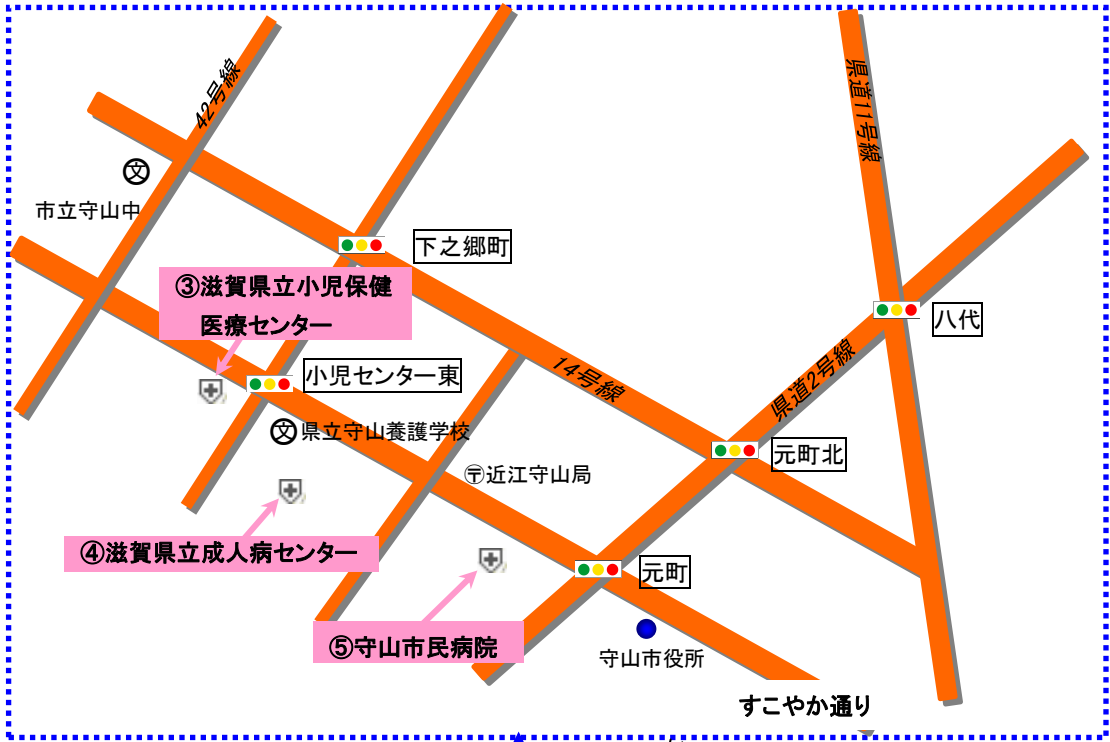 42号線
県道11号線
文
市立守山中
下之郷町
③滋賀県立小児保健
医療センター
八代
小児センター東
14号線
県道2号線
文県立守山養護学校
元町北
〒近江守山局
④滋賀県立成人病センター
元町
⑤守山市民病院
守山市役所
すこやか通り